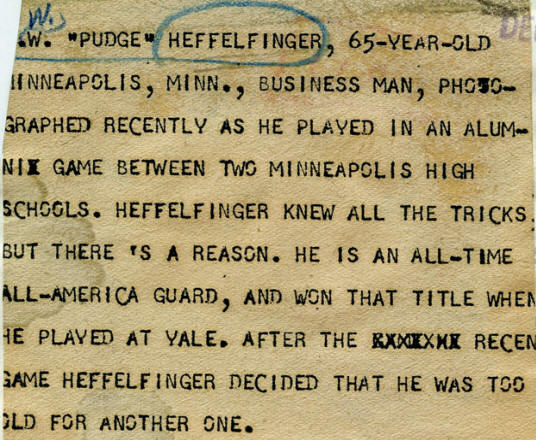 W.
DE
.W. "PUDGE" HEFFELFINGER, 65-YEAR-OLD
MINNEAPOLIS, MINN., BUSINESS MAN, PHOTO-
GRAPHED RECENTLY AS HE PLAYED IN AN ALUM-
NI GAME BETWEEN TWO MINNEAPOLIS HIGH
SCHOOLS. HEFFELFINGER KNEW ALL THE TRICKS.
BUT THERE 'S A REASON. HE IS AN ALL-TIME
ALL-AMERICA GUARD, AND WON THAT TITLE WHEN
HE PLAYED AT YALE. AFTER THE RECEN
GAME HEFFELFINGER DECIDED THAT HE WAS TOO
OLD FOR ANOTHER ONE.